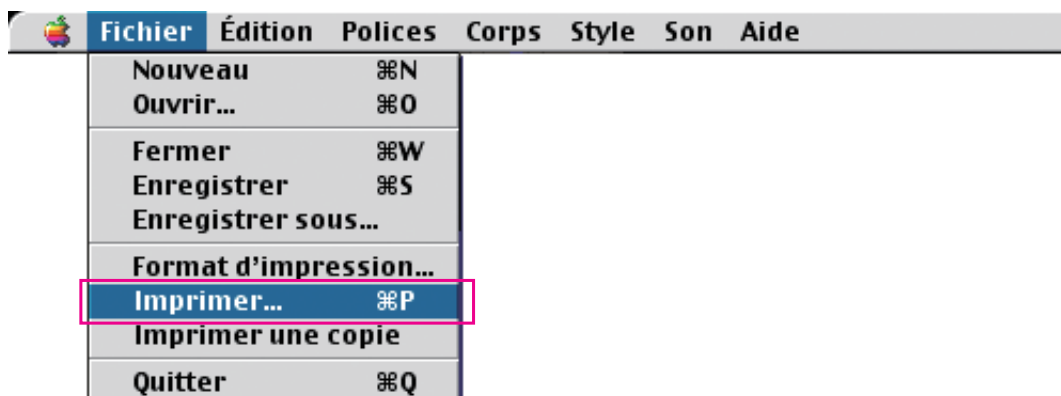 Fichier Édition Polices Corps Style Son Aide
Nouveau ⌘N
Ouvrir... ⌘O
Fermer ⌘W
Enregistrer ⌘S
Enregistrer sous...
Format d’impression...
Imprimer... ⌘P
Imprimer une copie
Quitter ⌘Q